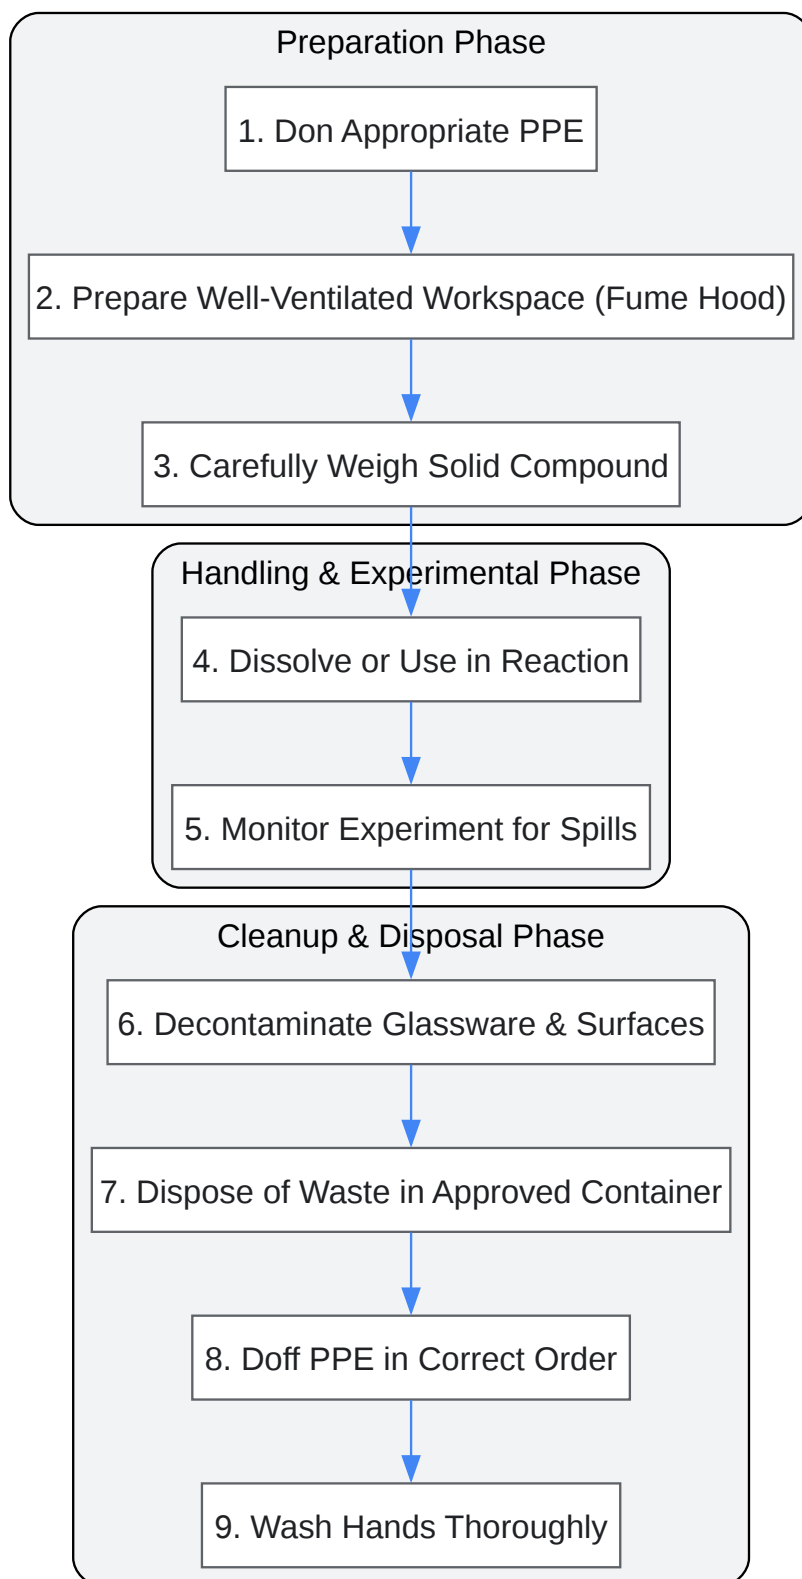 Preparation Phase
1. Don Appropriate PPE
2. Prepare Well-Ventilated Workspace (Fume Hood)
3. Carefully Weigh Solid Compound
Handling & Experimental Phase
4. Dissolve or Use in Reaction
5. Monitor Experiment for Spills
Cleanup & Disposal Phase
6. Decontaminate Glassware & Surfaces
7. Dispose of Waste in Approved Container
8. Doff PPE in Correct Order
9. Wash Hands Thoroughly